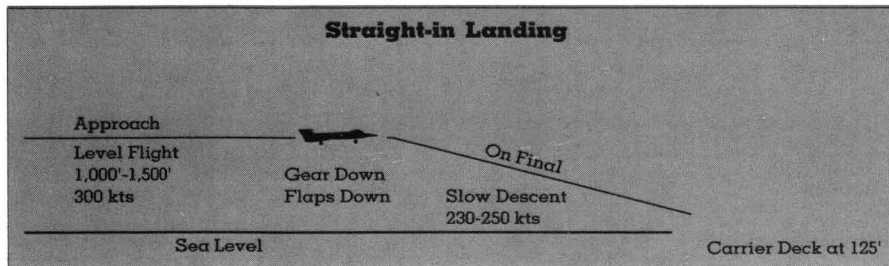 Straight-in Landing
Approach
Level Flight
1,000'-1,500'
300 kts
Gear Down
Flaps Down
On Final
Slow Descent
230-250 kts
Sea Level
Carrier Deck at 125'